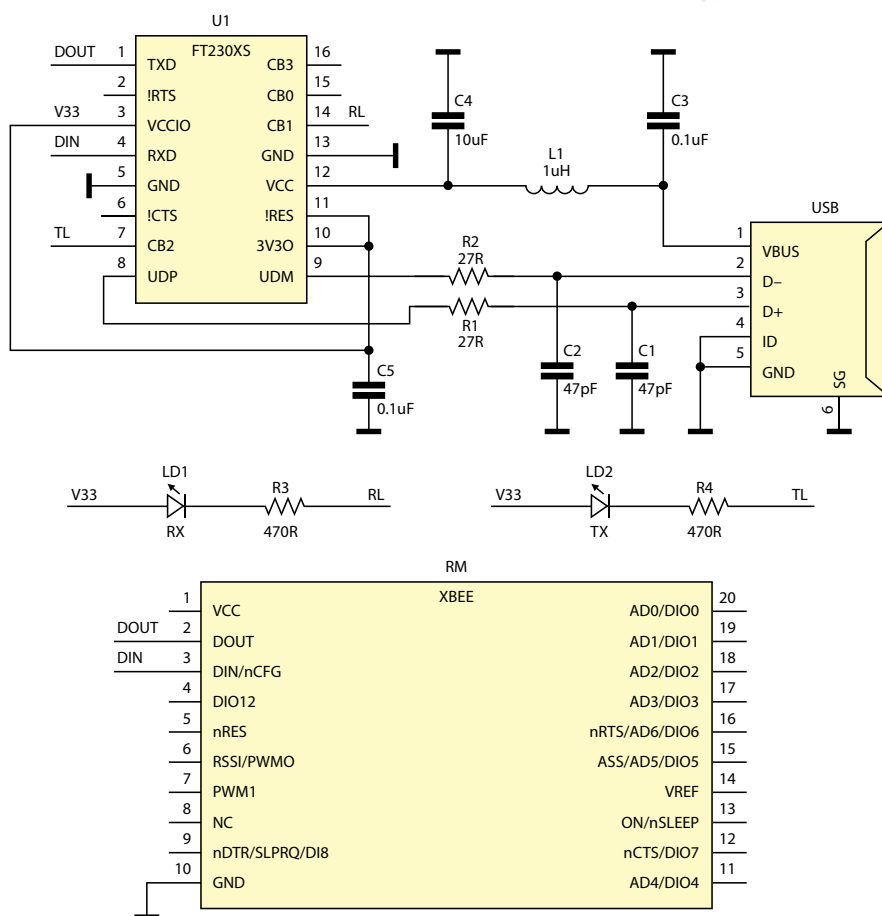 U1
FT230XS
DOUT 1 TXD CB3 16
2 !RTS CB0 15
V33 3 VCCIO CB1 14 RL
DIN 4 RXD GND 13
5 GND VCC 12
6 !CTS !RES 11
TL 7 CB2 3V3O 10
8 UDP UDM 9
C4
10uF
C3
0.1uF
L1
1uH
R2
27R
R1
27R
C2
47pF
C1
47pF
C5
0.1uF
USB
1 VBUS
2 D–
3 D+
4 ID
5 GND
6 SG
V33 LD1 RX R3 470R RL
V33 LD2 TX R4 470R TL
RM
XBEE
1 VCC AD0/DIO0 20
DOUT 2 DOUT AD1/DIO1 19
DIN 3 DIN/nCFG AD2/DIO2 18
4 DIO12 AD3/DIO3 17
5 nRES nRTS/AD6/DIO6 16
6 RSSI/PWMO ASS/AD5/DIO5 15
7 PWM1 VREF 14
8 NC ON/nSLEEP 13
9 nDTR/SLPRQ/DI8 nCTS/DIO7 12
10 GND AD4/DIO4 11